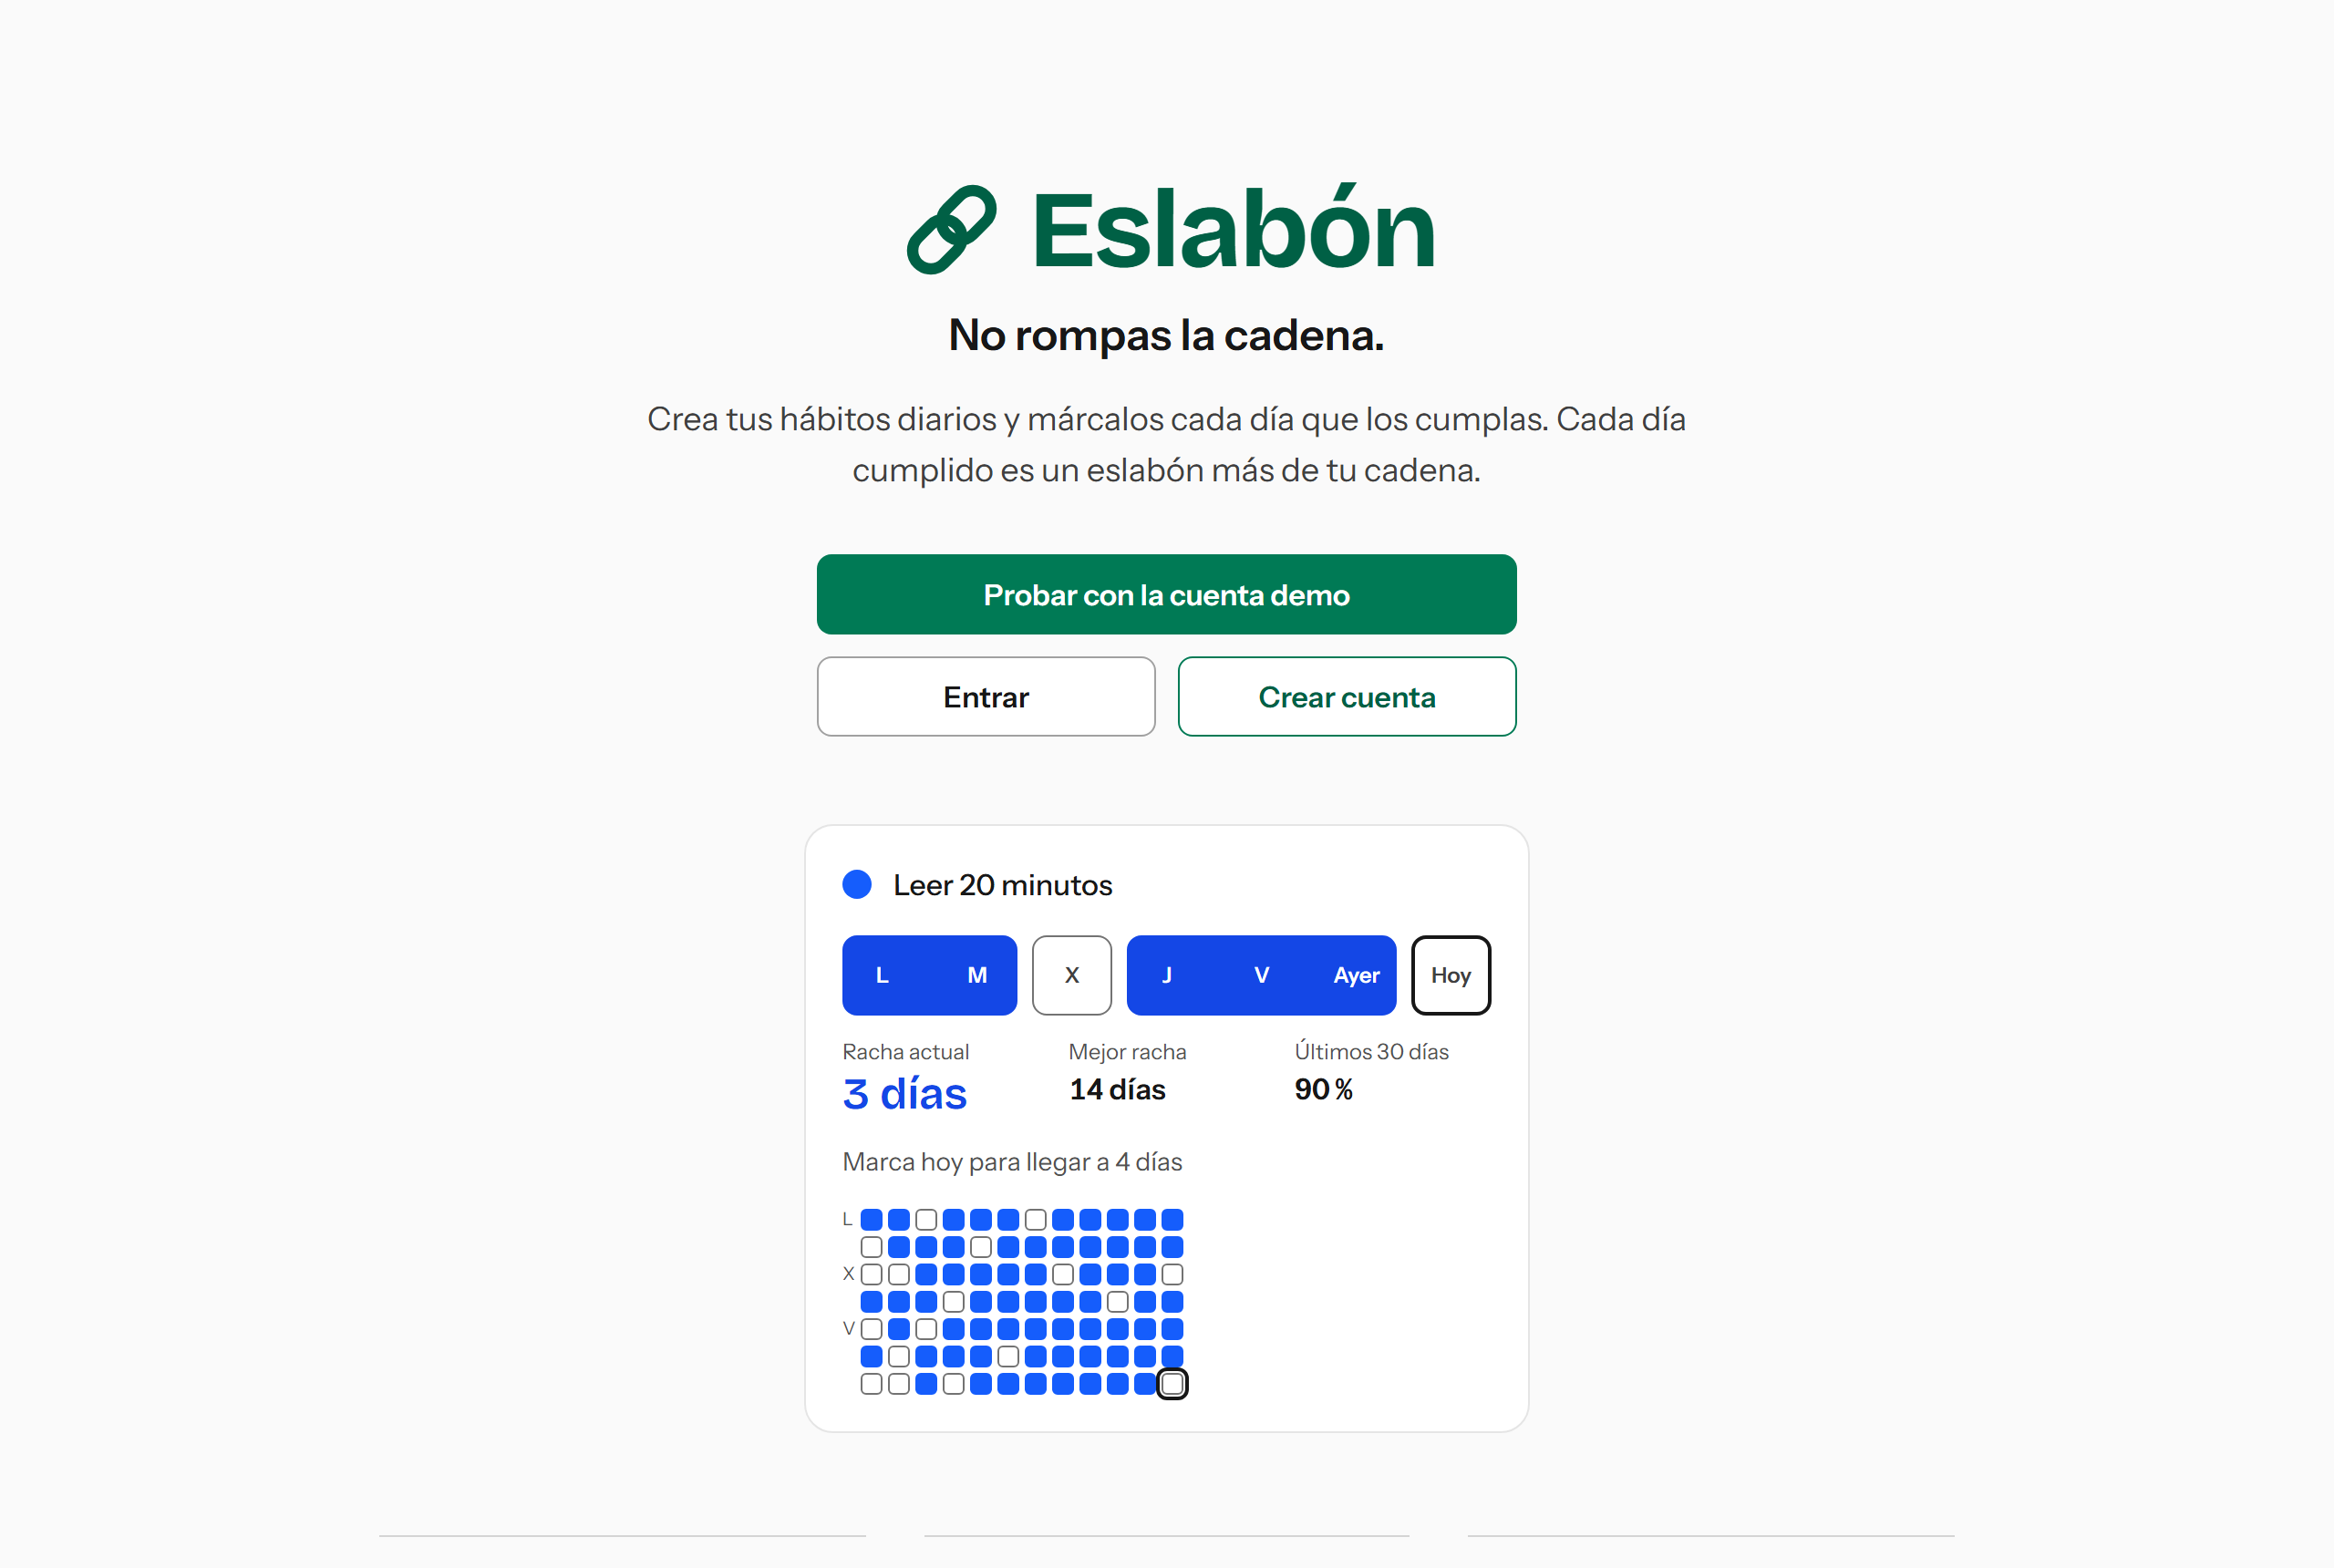 Eslabón
No rompas la cadena.
Crea tus hábitos diarios y márcalos cada día que los cumplas. Cada día
cumplido es un eslabón más de tu cadena.
Probar con la cuenta demo
Entrar
Crear cuenta
Leer 20 minutos
L M X J V Ayer Hoy
Racha actual
3 días
Mejor racha
14 días
Últimos 30 días
90 %
Marca hoy para llegar a 4 días
L
X
V